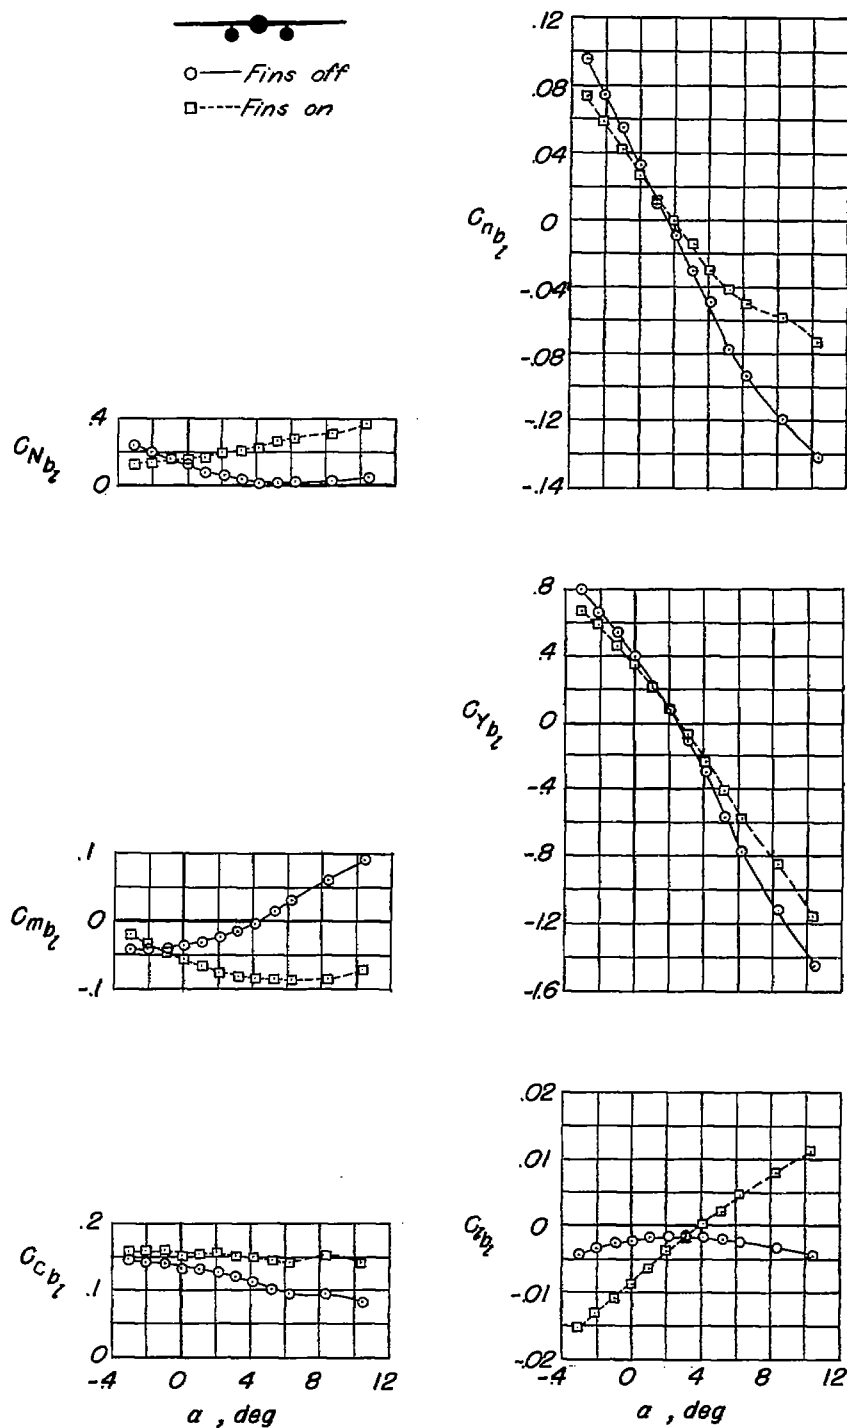 Fins off
Fins on
.12
.08
.04
0
-.04
-.08
-.12
-.14
C_{n_{b_l}}
.4
0
C_{N_{b_l}}
.8
.4
0
-.4
-.8
-1.2
-1.6
C_{Y_{b_l}}
.1
0
-.1
C_{m_{b_l}}
.02
.01
0
-.01
-.02
C_{l_{b_l}}
.2
.1
0
C_{C_{b_l}}
-4 0 4 8 12
α , deg
-4 0 4 8 12
α , deg